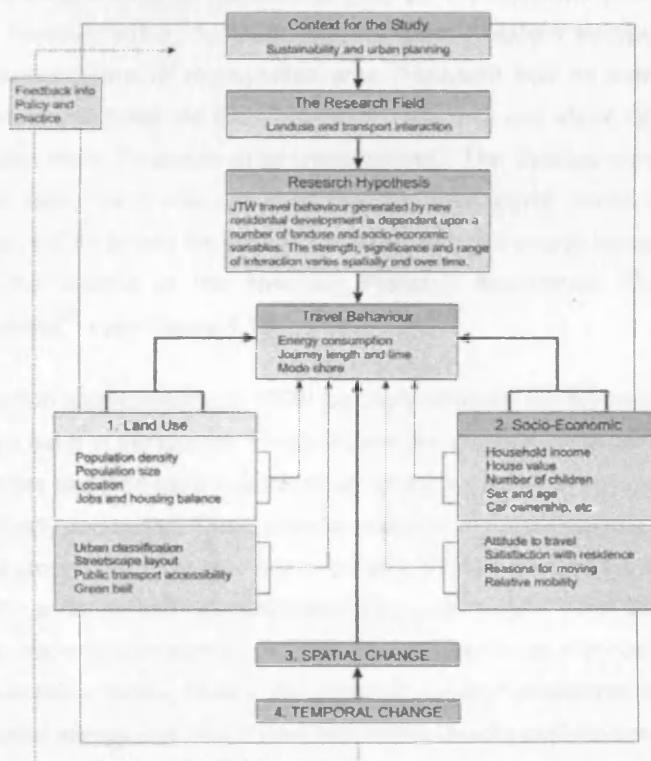 Context for the Study
Sustainability and urban planning
Feedback into
Policy and
Practice
The Research Field
Landuse and transport interaction
Research Hypothesis
JTW travel behaviour generated by new
residential development is dependent upon a
number of landuse and socio-economic
variables. The strength, significance and range
of interaction varies spatially and over time.
Travel Behaviour
Energy consumption
Journey length and time
Mode share
1. Land Use
Population density
Population size
Location
Jobs and housing balance
Urban classification
Streetscape layout
Public transport accessibility
Green belt
2. Socio-Economic
Household income
House value
Number of children
Sex and age
Car ownership, etc
Attitude to travel
Satisfaction with residence
Reasons for moving
Relative mobility
3. SPATIAL CHANGE
4. TEMPORAL CHANGE